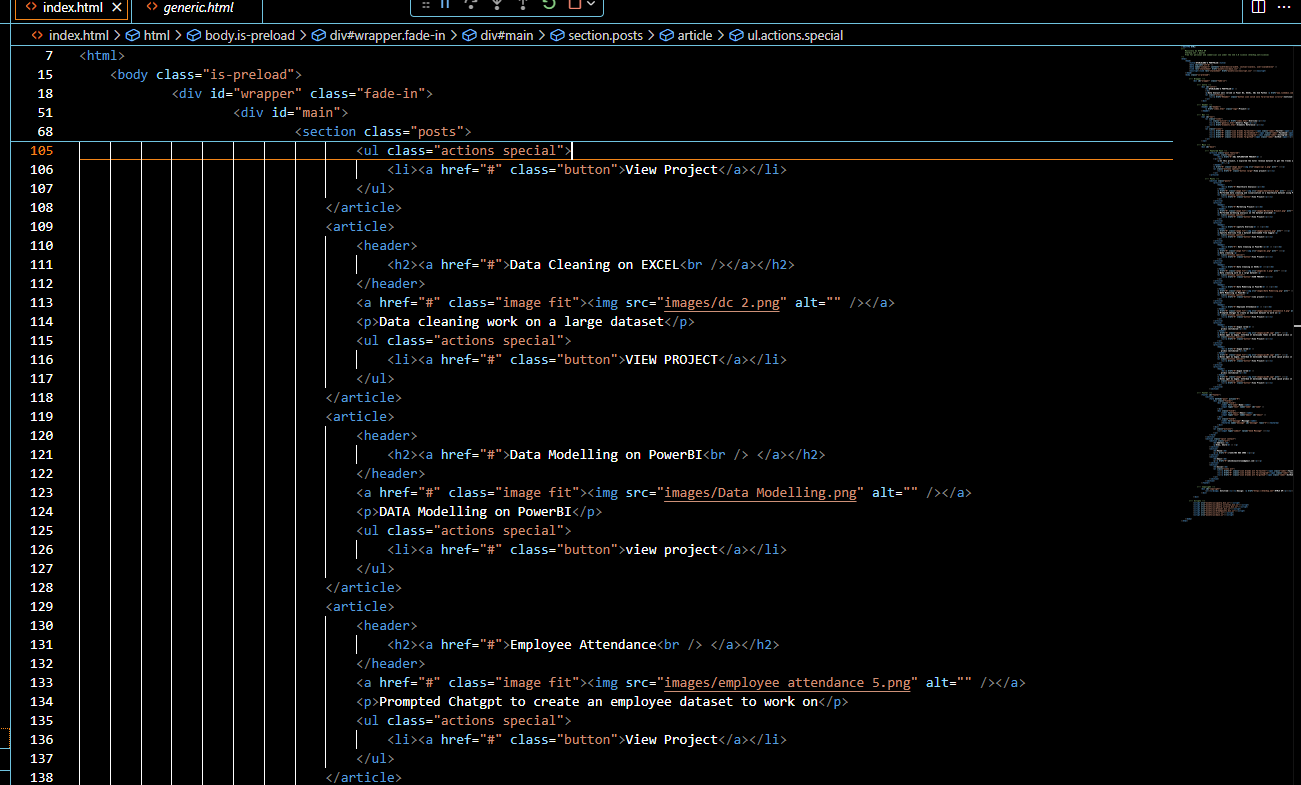 index.html × generic.html
index.html > html > body.is-preload > div#wrapper.fade-in > div#main > section.posts > article > ul.actions.special
7 <html>
15 <body class="is-preload">
18 <div id="wrapper" class="fade-in">
51 <div id="main">
68 <section class="posts">
105 <ul class="actions special">
106 <li><a href="#" class="button">View Project</a></li>
107 </ul>
108 </article>
109 <article>
110 <header>
111 <h2><a href="#">Data Cleaning on EXCEL<br /></a></h2>
112 </header>
113 <a href="#" class="image fit"><img src="images/dc 2.png" alt="" /></a>
114 <p>Data cleaning work on a large dataset</p>
115 <ul class="actions special">
116 <li><a href="#" class="button">VIEW PROJECT</a></li>
117 </ul>
118 </article>
119 <article>
120 <header>
121 <h2><a href="#">Data Modelling on PowerBI<br /> </a></h2>
122 </header>
123 <a href="#" class="image fit"><img src="images/Data Modelling.png" alt="" /></a>
124 <p>DATA Modelling on PowerBI</p>
125 <ul class="actions special">
126 <li><a href="#" class="button">view project</a></li>
127 </ul>
128 </article>
129 <article>
130 <header>
131 <h2><a href="#">Employee Attendance<br /> </a></h2>
132 </header>
133 <a href="#" class="image fit"><img src="images/employee attendance 5.png" alt="" /></a>
134 <p>Prompted Chatgpt to create an employee dataset to work on</p>
135 <ul class="actions special">
136 <li><a href="#" class="button">View Project</a></li>
137 </ul>
138 </article>